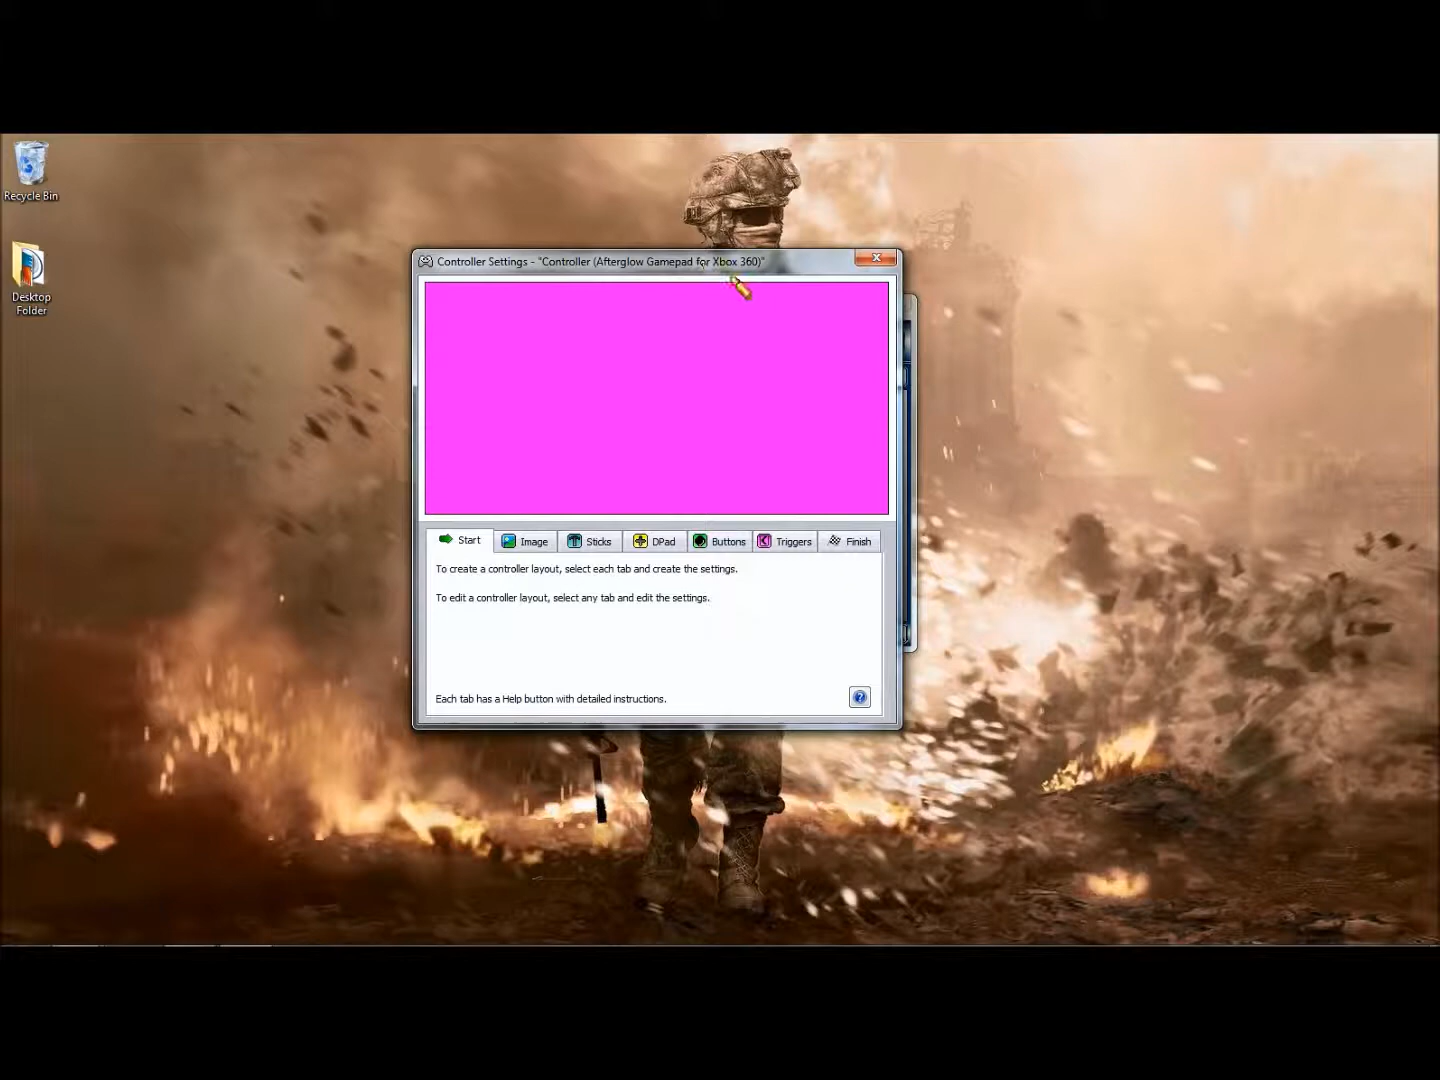 Recycle Bin
Desktop
Folder
Controller Settings - "Controller (Afterglow Gamepad for Xbox 360)"
Start Image Sticks DPad Buttons Triggers Finish
To create a controller layout, select each tab and create the settings.
To edit a controller layout, select any tab and edit the settings.
Each tab has a Help button with detailed instructions.